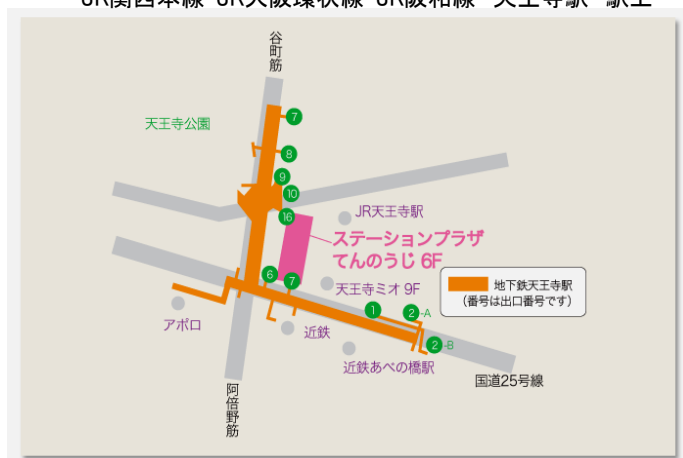 JR関西本線 JR大阪環状線 JR阪和線 天王寺駅 駅上
谷町筋
天王寺公園
7
8
9
10
16
JR天王寺駅
ステーションプラザ
てんのうじ 6F
6
7
天王寺ミオ 9F
地下鉄天王寺駅
(番号は出口番号です)
1
2-A
アポロ
近鉄
2-B
近鉄あべの橋駅
国道25号線
阿倍野筋